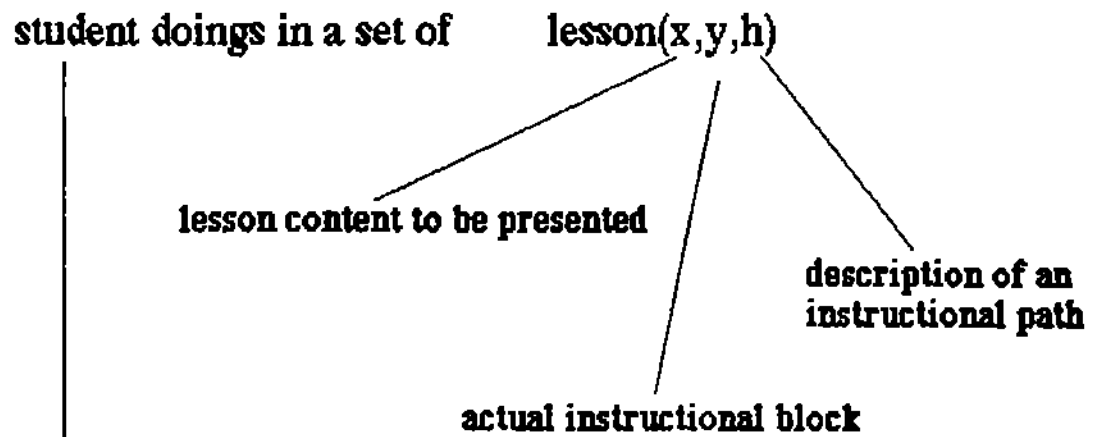 student doings in a set of lesson(x,y,h)
lesson content to be presented
description of an
instructional path
actual instructional block